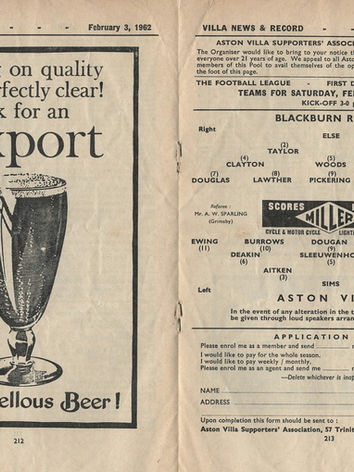 February 3, 1962
on quality
fectly clear!
k for an
xport
ellous Beer!
212
VILLA NEWS & RECORD
ASTON VILLA SUPPORTERS' ASSOC
The Organiser would like to bring to your notice th
everyone over 21 years of age. We appeal to all Asto
members of this Pool to avail themselves of the op
the foot of this page.
THE FOOTBALL LEAGUE FIRST D
TEAMS FOR SATURDAY, FE
KICK-OFF 3-0
BLACKBURN R
Right
ELSE
(2)
TAYLOR
(4) (5)
CLAYTON WOODS
(7) (8) (9)
DOUGLAS LAWTHER PICKERING
Referee :
Mr. A. W. SPARLING
(Grimsby)
SCORES
MILLER
CYCLE & MOTOR CYCLE LIGHTI
EWING BURROWS DOUGAN
(11) (10) (9)
DEAKIN SLEEUWENHO
(6) (5)
AITKEN
(3)
SIMS
Left
ASTON VI
In the event of any alteration in the t
be given through loud speakers arran
APPLICATION
Please enrol me as a member and send
I would like to pay for the whole season.
I would like to pay weekly / monthly.
Please enrol me as an agent and send me
—Delete whichever is inap
NAME
ADDRESS
Upon completion this form should be sent to :
Aston Villa Supporters' Association, 57 Trinit
213